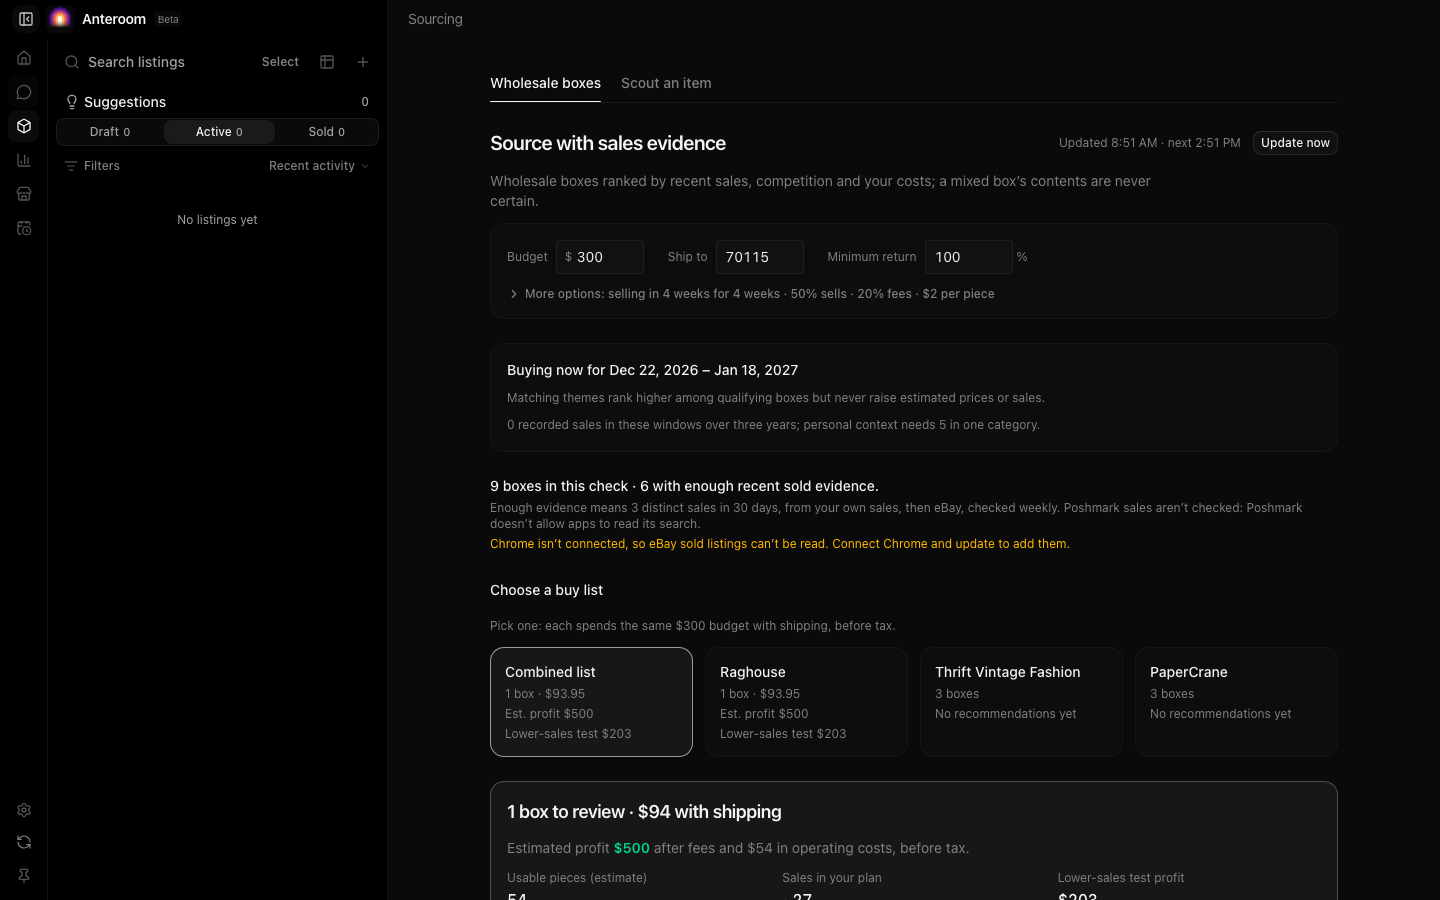 Anteroom Beta
Sourcing
Search listings
Select
Suggestions
0
Draft 0
Active 0
Sold 0
Filters
Recent activity
No listings yet
Wholesale boxes
Scout an item
Source with sales evidence
Updated 8:51 AM · next 2:51 PM
Update now
Wholesale boxes ranked by recent sales, competition and your costs; a mixed box’s contents are never
certain.
Budget $ 300 Ship to 70115 Minimum return 100 %
More options: selling in 4 weeks for 4 weeks · 50% sells · 20% fees · $2 per piece
Buying now for Dec 22, 2026 – Jan 18, 2027
Matching themes rank higher among qualifying boxes but never raise estimated prices or sales.
0 recorded sales in these windows over three years; personal context needs 5 in one category.
9 boxes in this check · 6 with enough recent sold evidence.
Enough evidence means 3 distinct sales in 30 days, from your own sales, then eBay, checked weekly. Poshmark sales aren’t checked: Poshmark
doesn’t allow apps to read its search.
Chrome isn’t connected, so eBay sold listings can’t be read. Connect Chrome and update to add them.
Choose a buy list
Pick one: each spends the same $300 budget with shipping, before tax.
Combined list
1 box · $93.95
Est. profit $500
Lower-sales test $203
Raghouse
1 box · $93.95
Est. profit $500
Lower-sales test $203
Thrift Vintage Fashion
3 boxes
No recommendations yet
PaperCrane
3 boxes
No recommendations yet
1 box to review · $94 with shipping
Estimated profit $500 after fees and $54 in operating costs, before tax.
Usable pieces (estimate)
54
Sales in your plan
27
Lower-sales test profit
$203